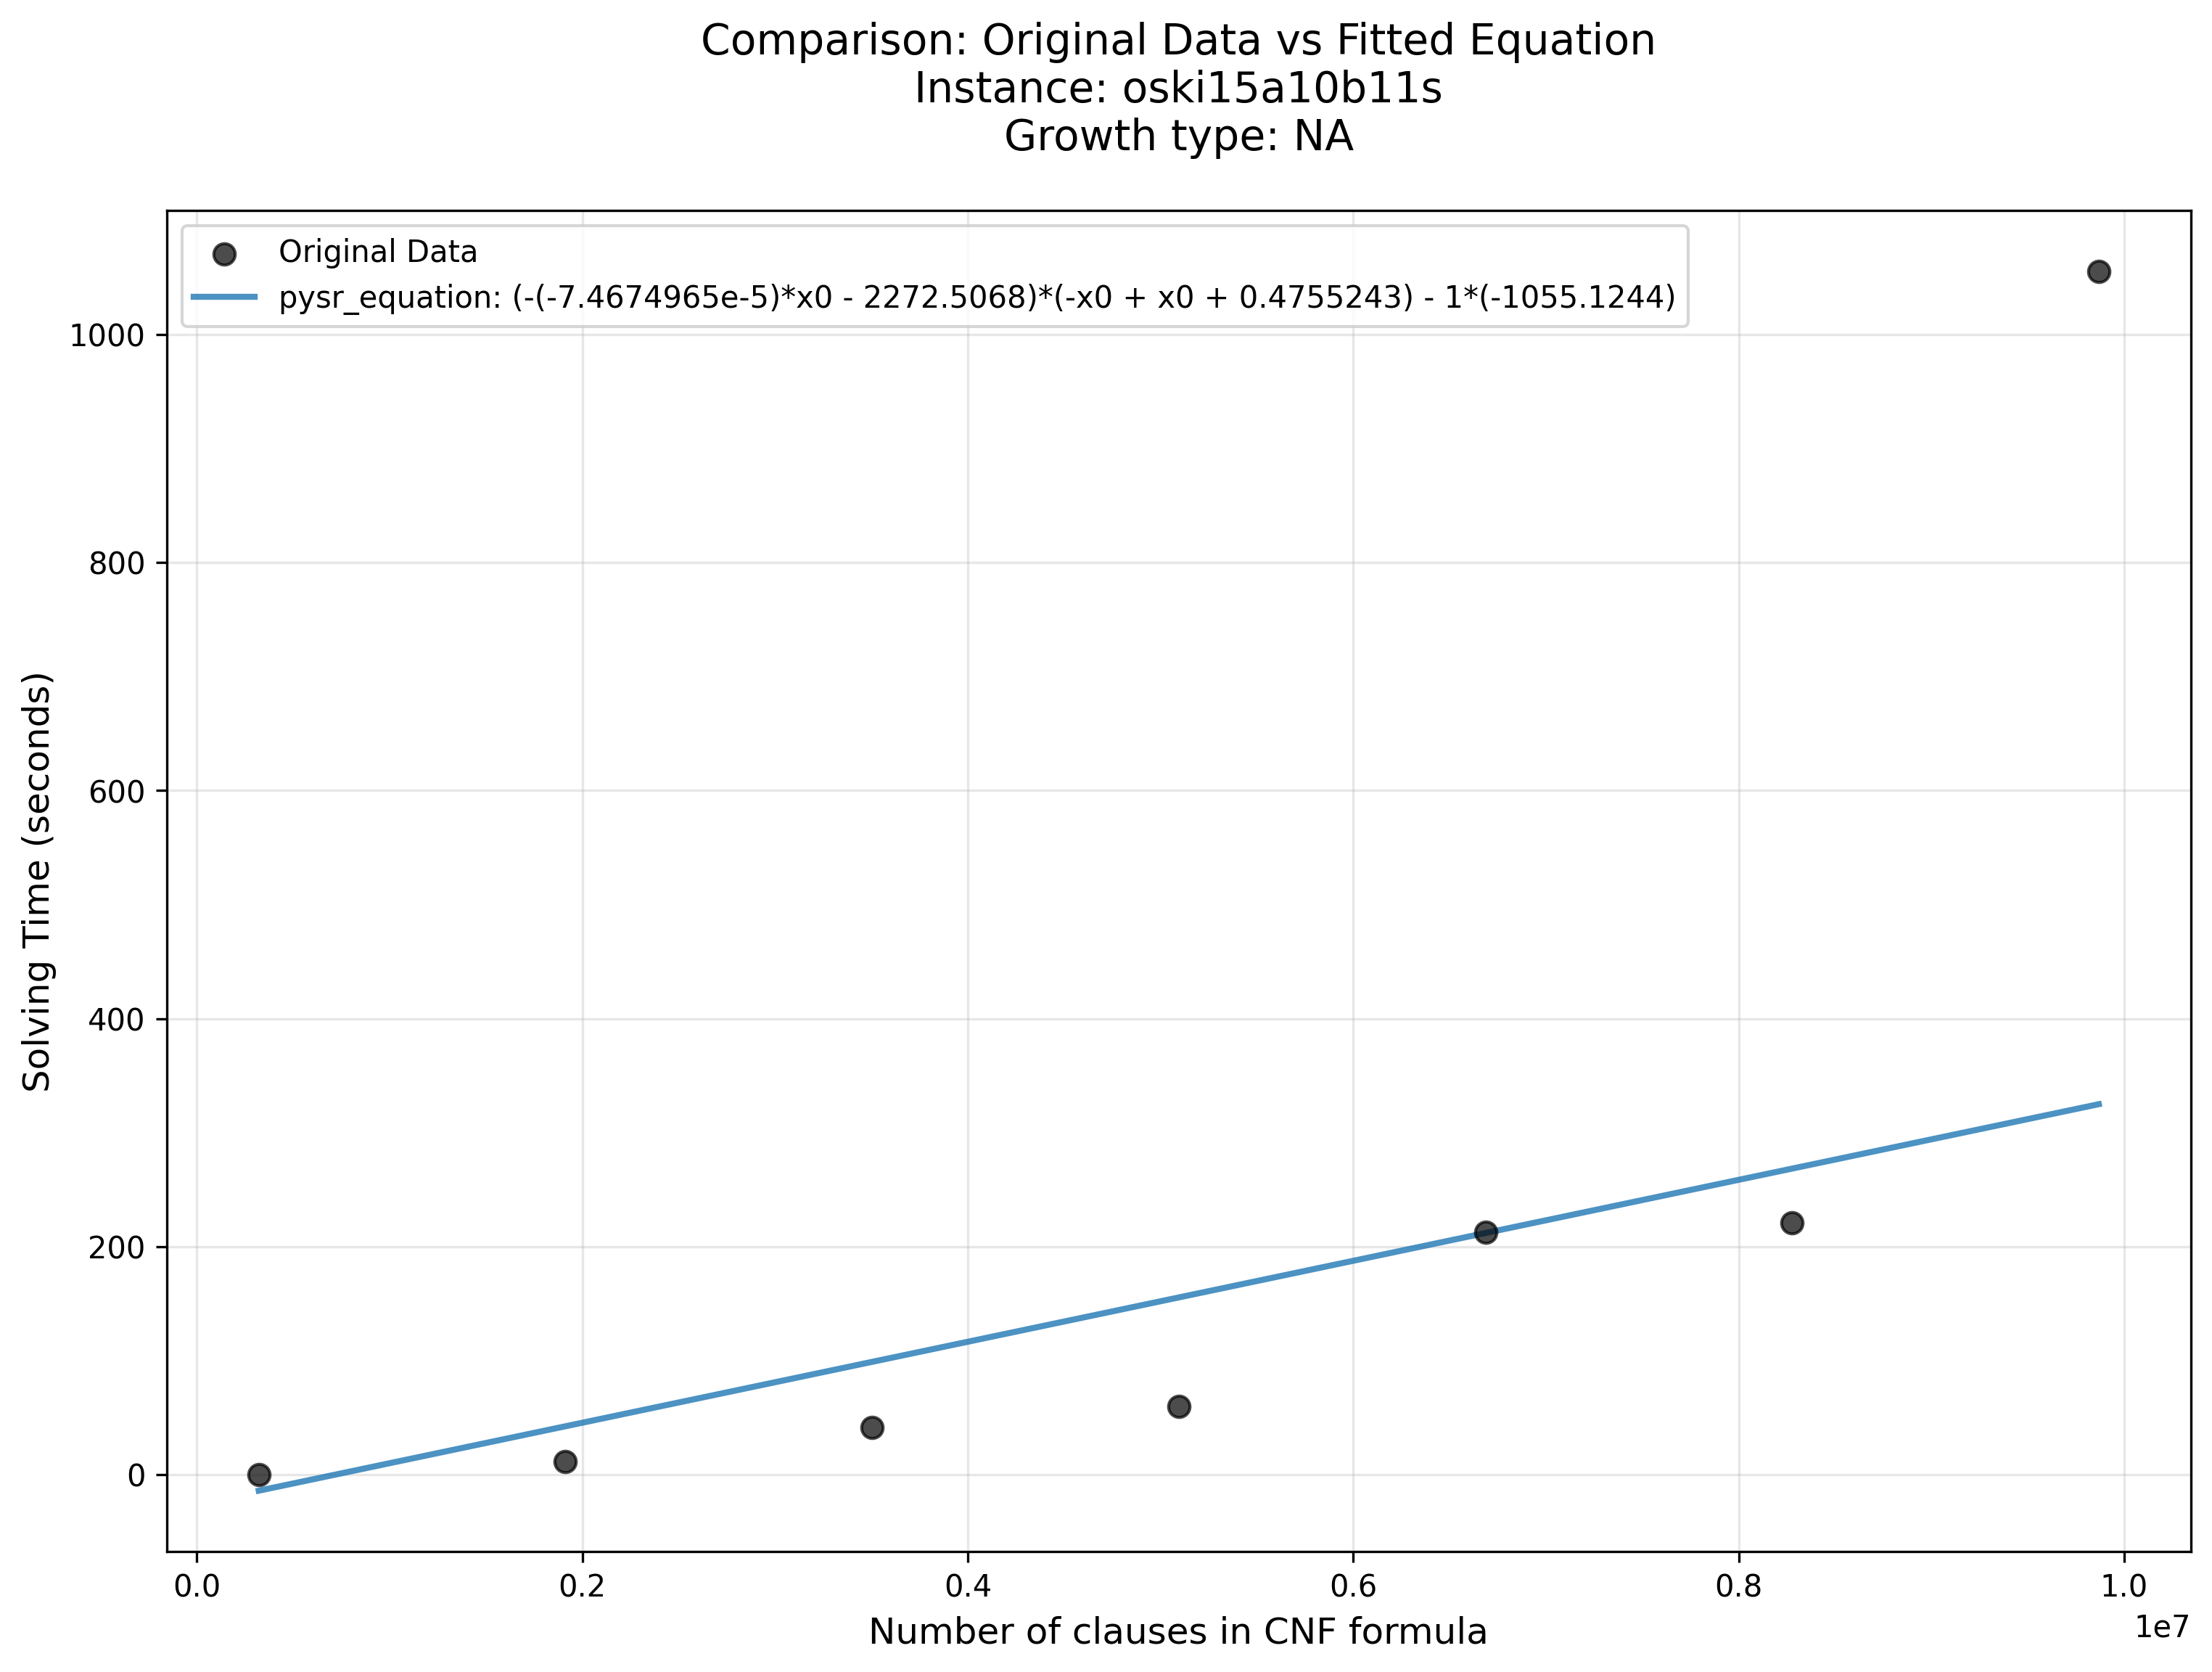 Comparison: Original Data vs Fitted Equation
Instance: oski15a10b11s
Growth type: NA
Original Data
pysr_equation: (-(-7.4674965e-5)*x0 - 2272.5068)*(-x0 + x0 + 0.4755243) - 1*(-1055.1244)
Solving Time (seconds)
1000
800
600
400
200
0
0.0 0.2 0.4 0.6 0.8 1.0
1e7
Number of clauses in CNF formula